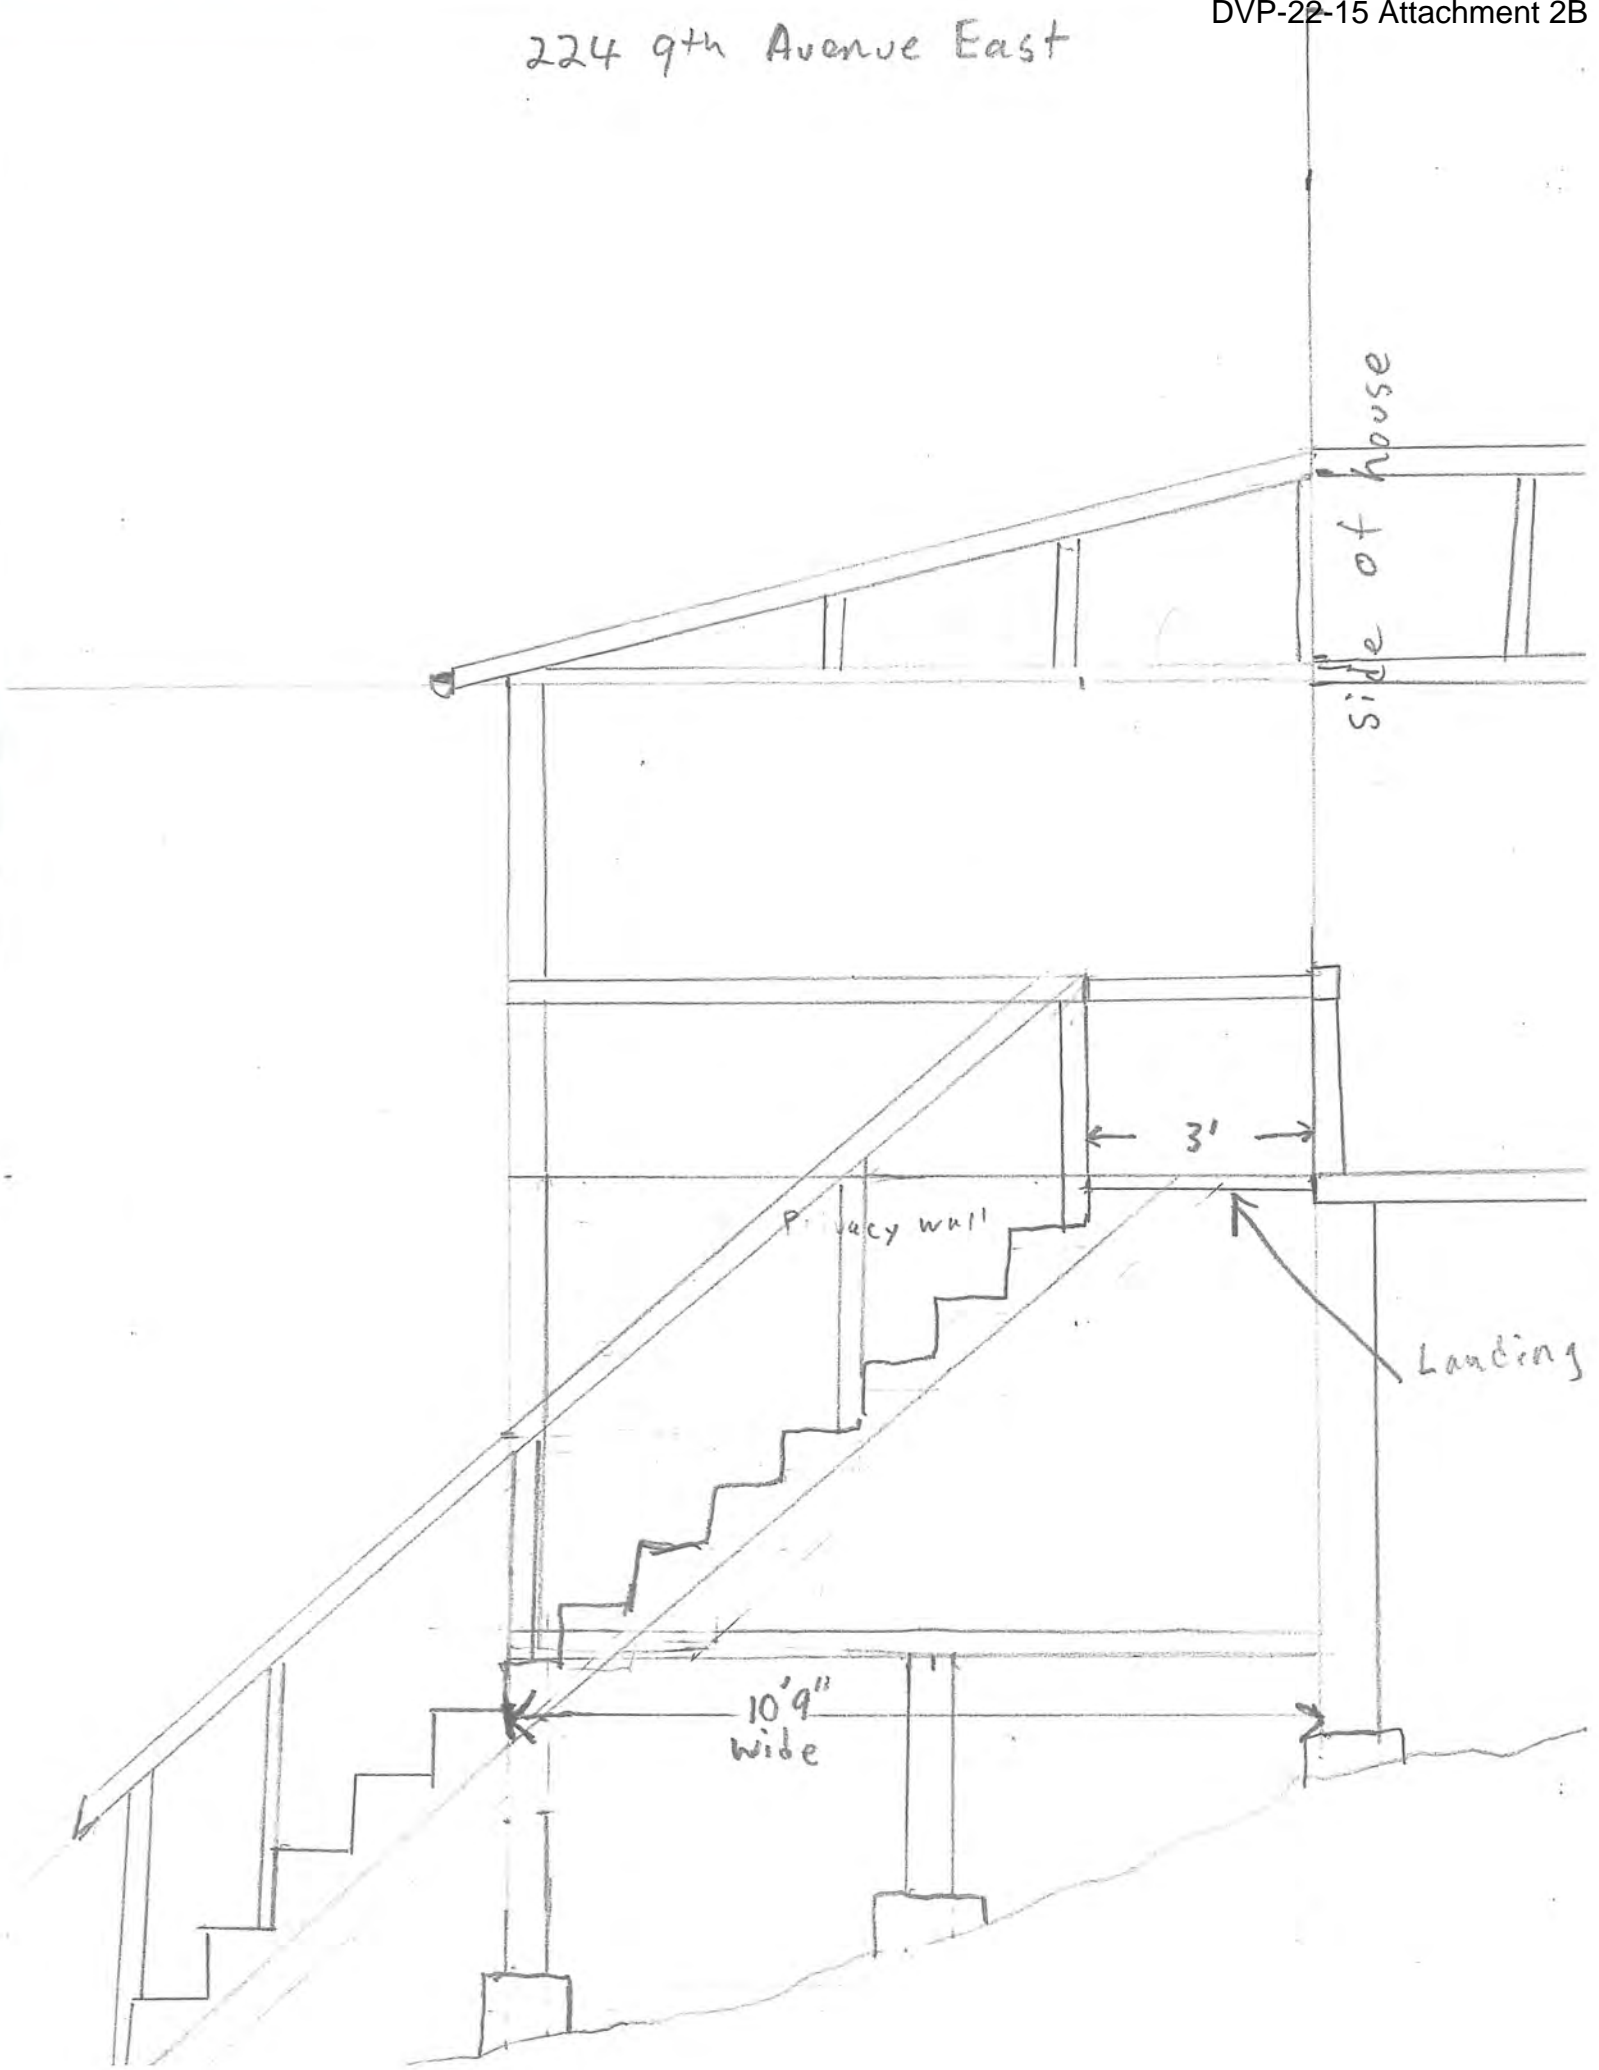 DVP-22-15 Attachment 2B
224 9th Avenue East
Side of house
3'
Privacy wall
Landing
10'9"
wide